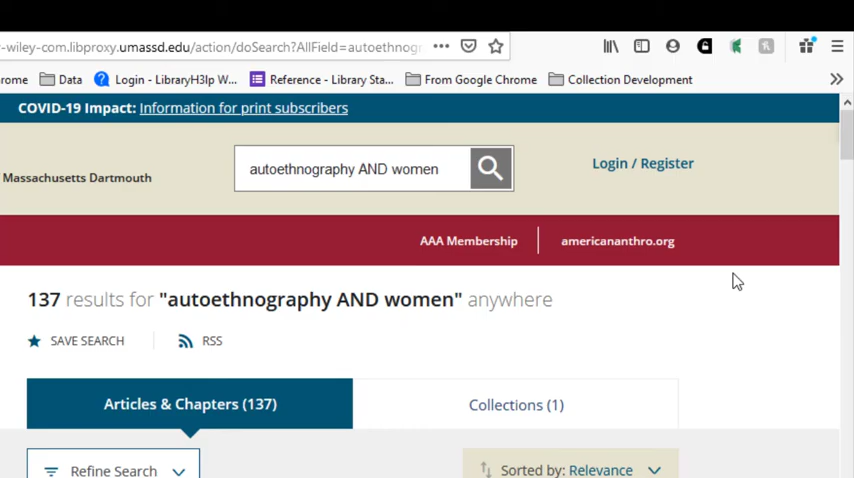 -wiley-com.libproxy.umassd.edu/action/doSearch?AllField=autoethnog
rome Data Login - LibraryH3lp W... Reference - Library Sta... From Google Chrome Collection Development
COVID-19 Impact: Information for print subscribers
Massachusetts Dartmouth
autoethnography AND women
Login / Register
AAA Membership
americananthro.org
137 results for "autoethnography AND women" anywhere
SAVE SEARCH RSS
Articles & Chapters (137) Collections (1)
Refine Search Sorted by: Relevance